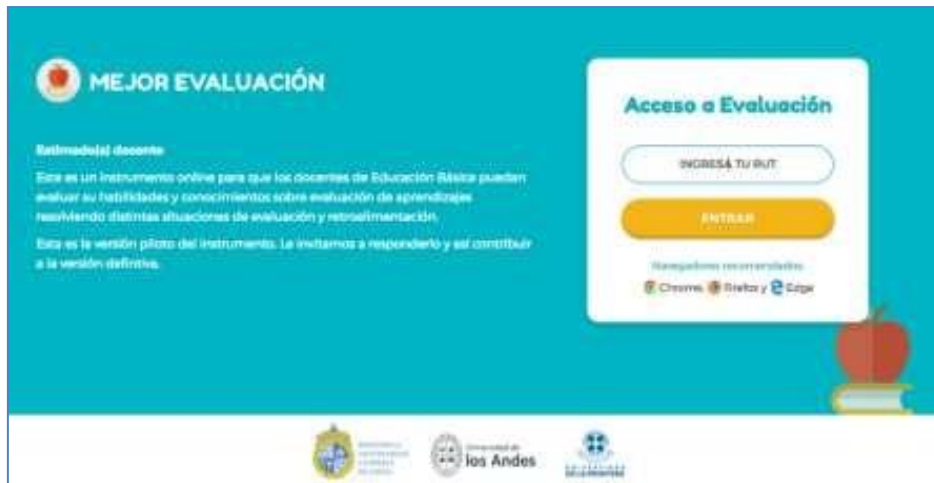 MEJOR EVALUACIÓN
Estimado(a) docente
Este es un instrumento online para que los docentes de Educación Básica puedan
evaluar su habilidades y conocimientos sobre evaluación de aprendizajes
resolviendo distintas situaciones de evaluación y retroalimentación.
Esta es la versión piloto del instrumento. Le invitamos a responderlo y así contribuir
a la versión definitiva.
Acceso a Evaluación
INGRESA TU RUT
ENTRAR
Navegadores recomendados
Chrome, Firefox y Edge
Universidad de
los Andes